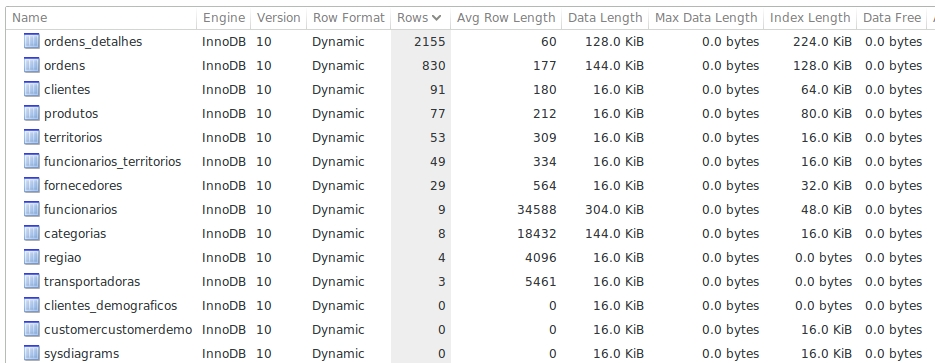 Name Engine Version Row Format Rows Avg Row Length Data Length Max Data Length Index Length Data Free
ordens_detalhes InnoDB 10 Dynamic 2155 60 128.0 KiB 0.0 bytes 224.0 KiB 0.0 bytes
ordens InnoDB 10 Dynamic 830 177 144.0 KiB 0.0 bytes 128.0 KiB 0.0 bytes
clientes InnoDB 10 Dynamic 91 180 16.0 KiB 0.0 bytes 64.0 KiB 0.0 bytes
produtos InnoDB 10 Dynamic 77 212 16.0 KiB 0.0 bytes 80.0 KiB 0.0 bytes
territorios InnoDB 10 Dynamic 53 309 16.0 KiB 0.0 bytes 16.0 KiB 0.0 bytes
funcionarios_territorios InnoDB 10 Dynamic 49 334 16.0 KiB 0.0 bytes 16.0 KiB 0.0 bytes
fornecedores InnoDB 10 Dynamic 29 564 16.0 KiB 0.0 bytes 32.0 KiB 0.0 bytes
funcionarios InnoDB 10 Dynamic 9 34588 304.0 KiB 0.0 bytes 48.0 KiB 0.0 bytes
categorias InnoDB 10 Dynamic 8 18432 144.0 KiB 0.0 bytes 16.0 KiB 0.0 bytes
regiao InnoDB 10 Dynamic 4 4096 16.0 KiB 0.0 bytes 0.0 bytes 0.0 bytes
transportadoras InnoDB 10 Dynamic 3 5461 16.0 KiB 0.0 bytes 0.0 bytes 0.0 bytes
clientes_demograficos InnoDB 10 Dynamic 0 0 16.0 KiB 0.0 bytes 0.0 bytes 0.0 bytes
customercustomerdemo InnoDB 10 Dynamic 0 0 16.0 KiB 0.0 bytes 16.0 KiB 0.0 bytes
sysdiagrams InnoDB 10 Dynamic 0 0 16.0 KiB 0.0 bytes 16.0 KiB 0.0 bytes